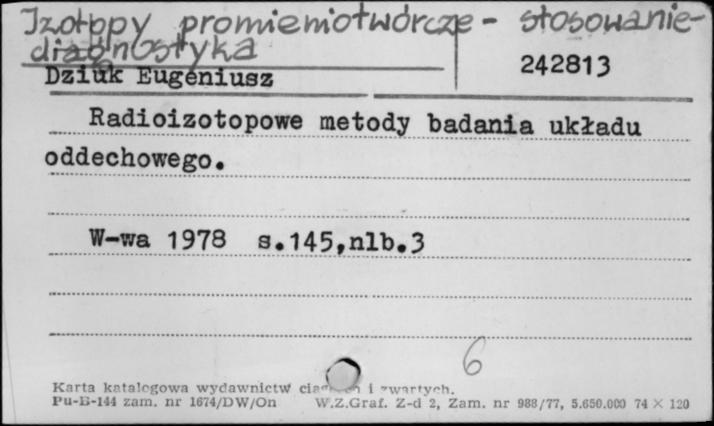 Izotopy promieniotwórcze - stosowanie-
diagnostyka
Dziuk Eugeniusz 242813
Radioizotopowe metody badania układu
oddechowego.
W-wa 1978 s.145,nlb.3
6
Karta katalogowa wydawnictw i zwartych.
Pu-B-144 zam. nr 1674/DW/On W.Z.Graf. Z-d 2, Zam. nr 988/77, 5.650.000 74 × 120